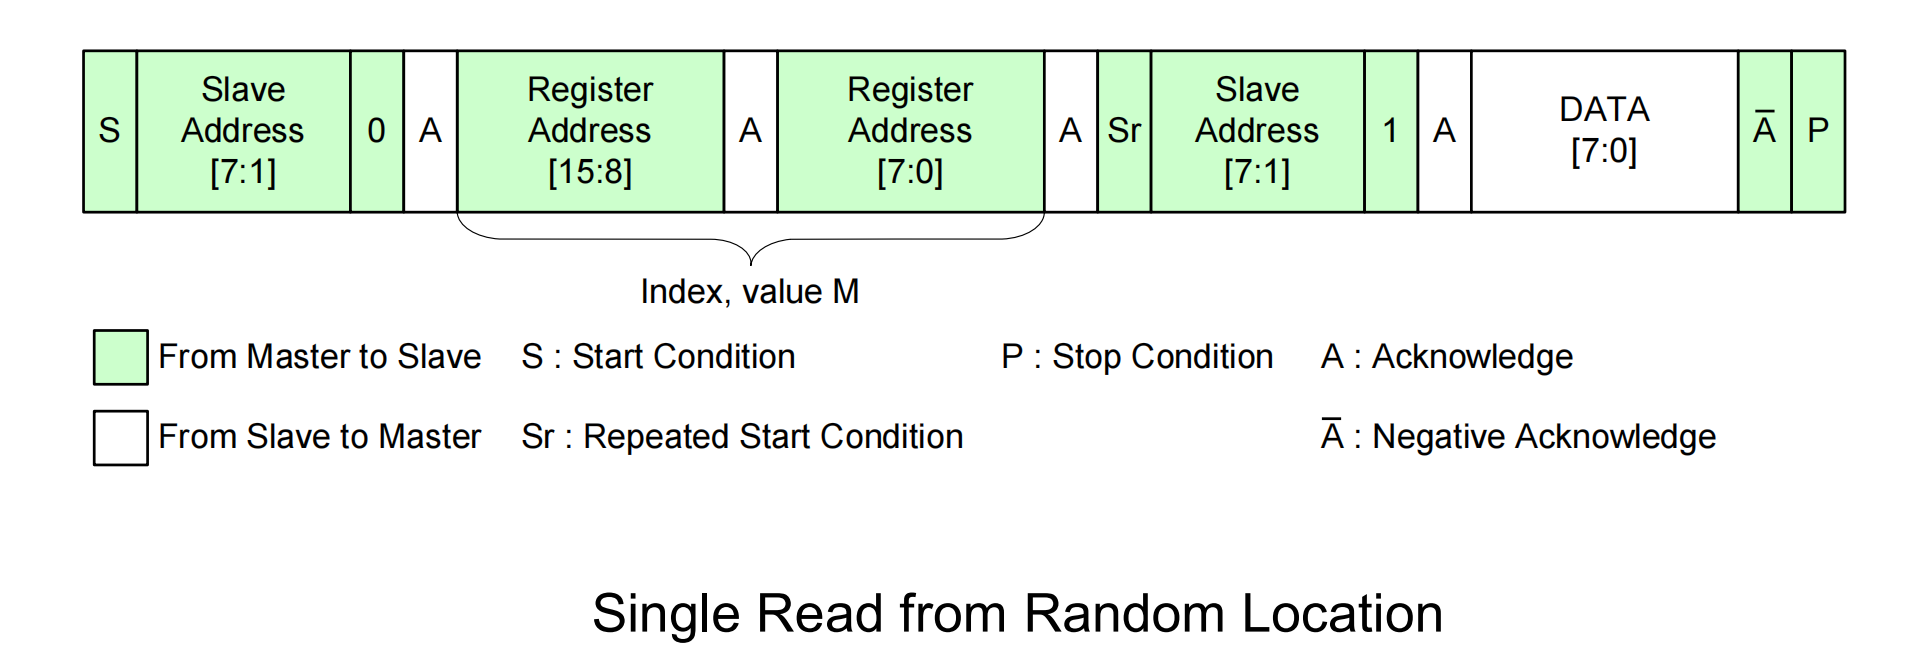 S
Slave
Address
[7:1]
0
A
Register
Address
[15:8]
A
Register
Address
[7:0]
A
Sr
Slave
Address
[7:1]
1
A
DATA
[7:0]
A̅
P
Index, value M
From Master to Slave
S : Start Condition
P : Stop Condition
A : Acknowledge
From Slave to Master
Sr : Repeated Start Condition
A̅ : Negative Acknowledge
Single Read from Random Location